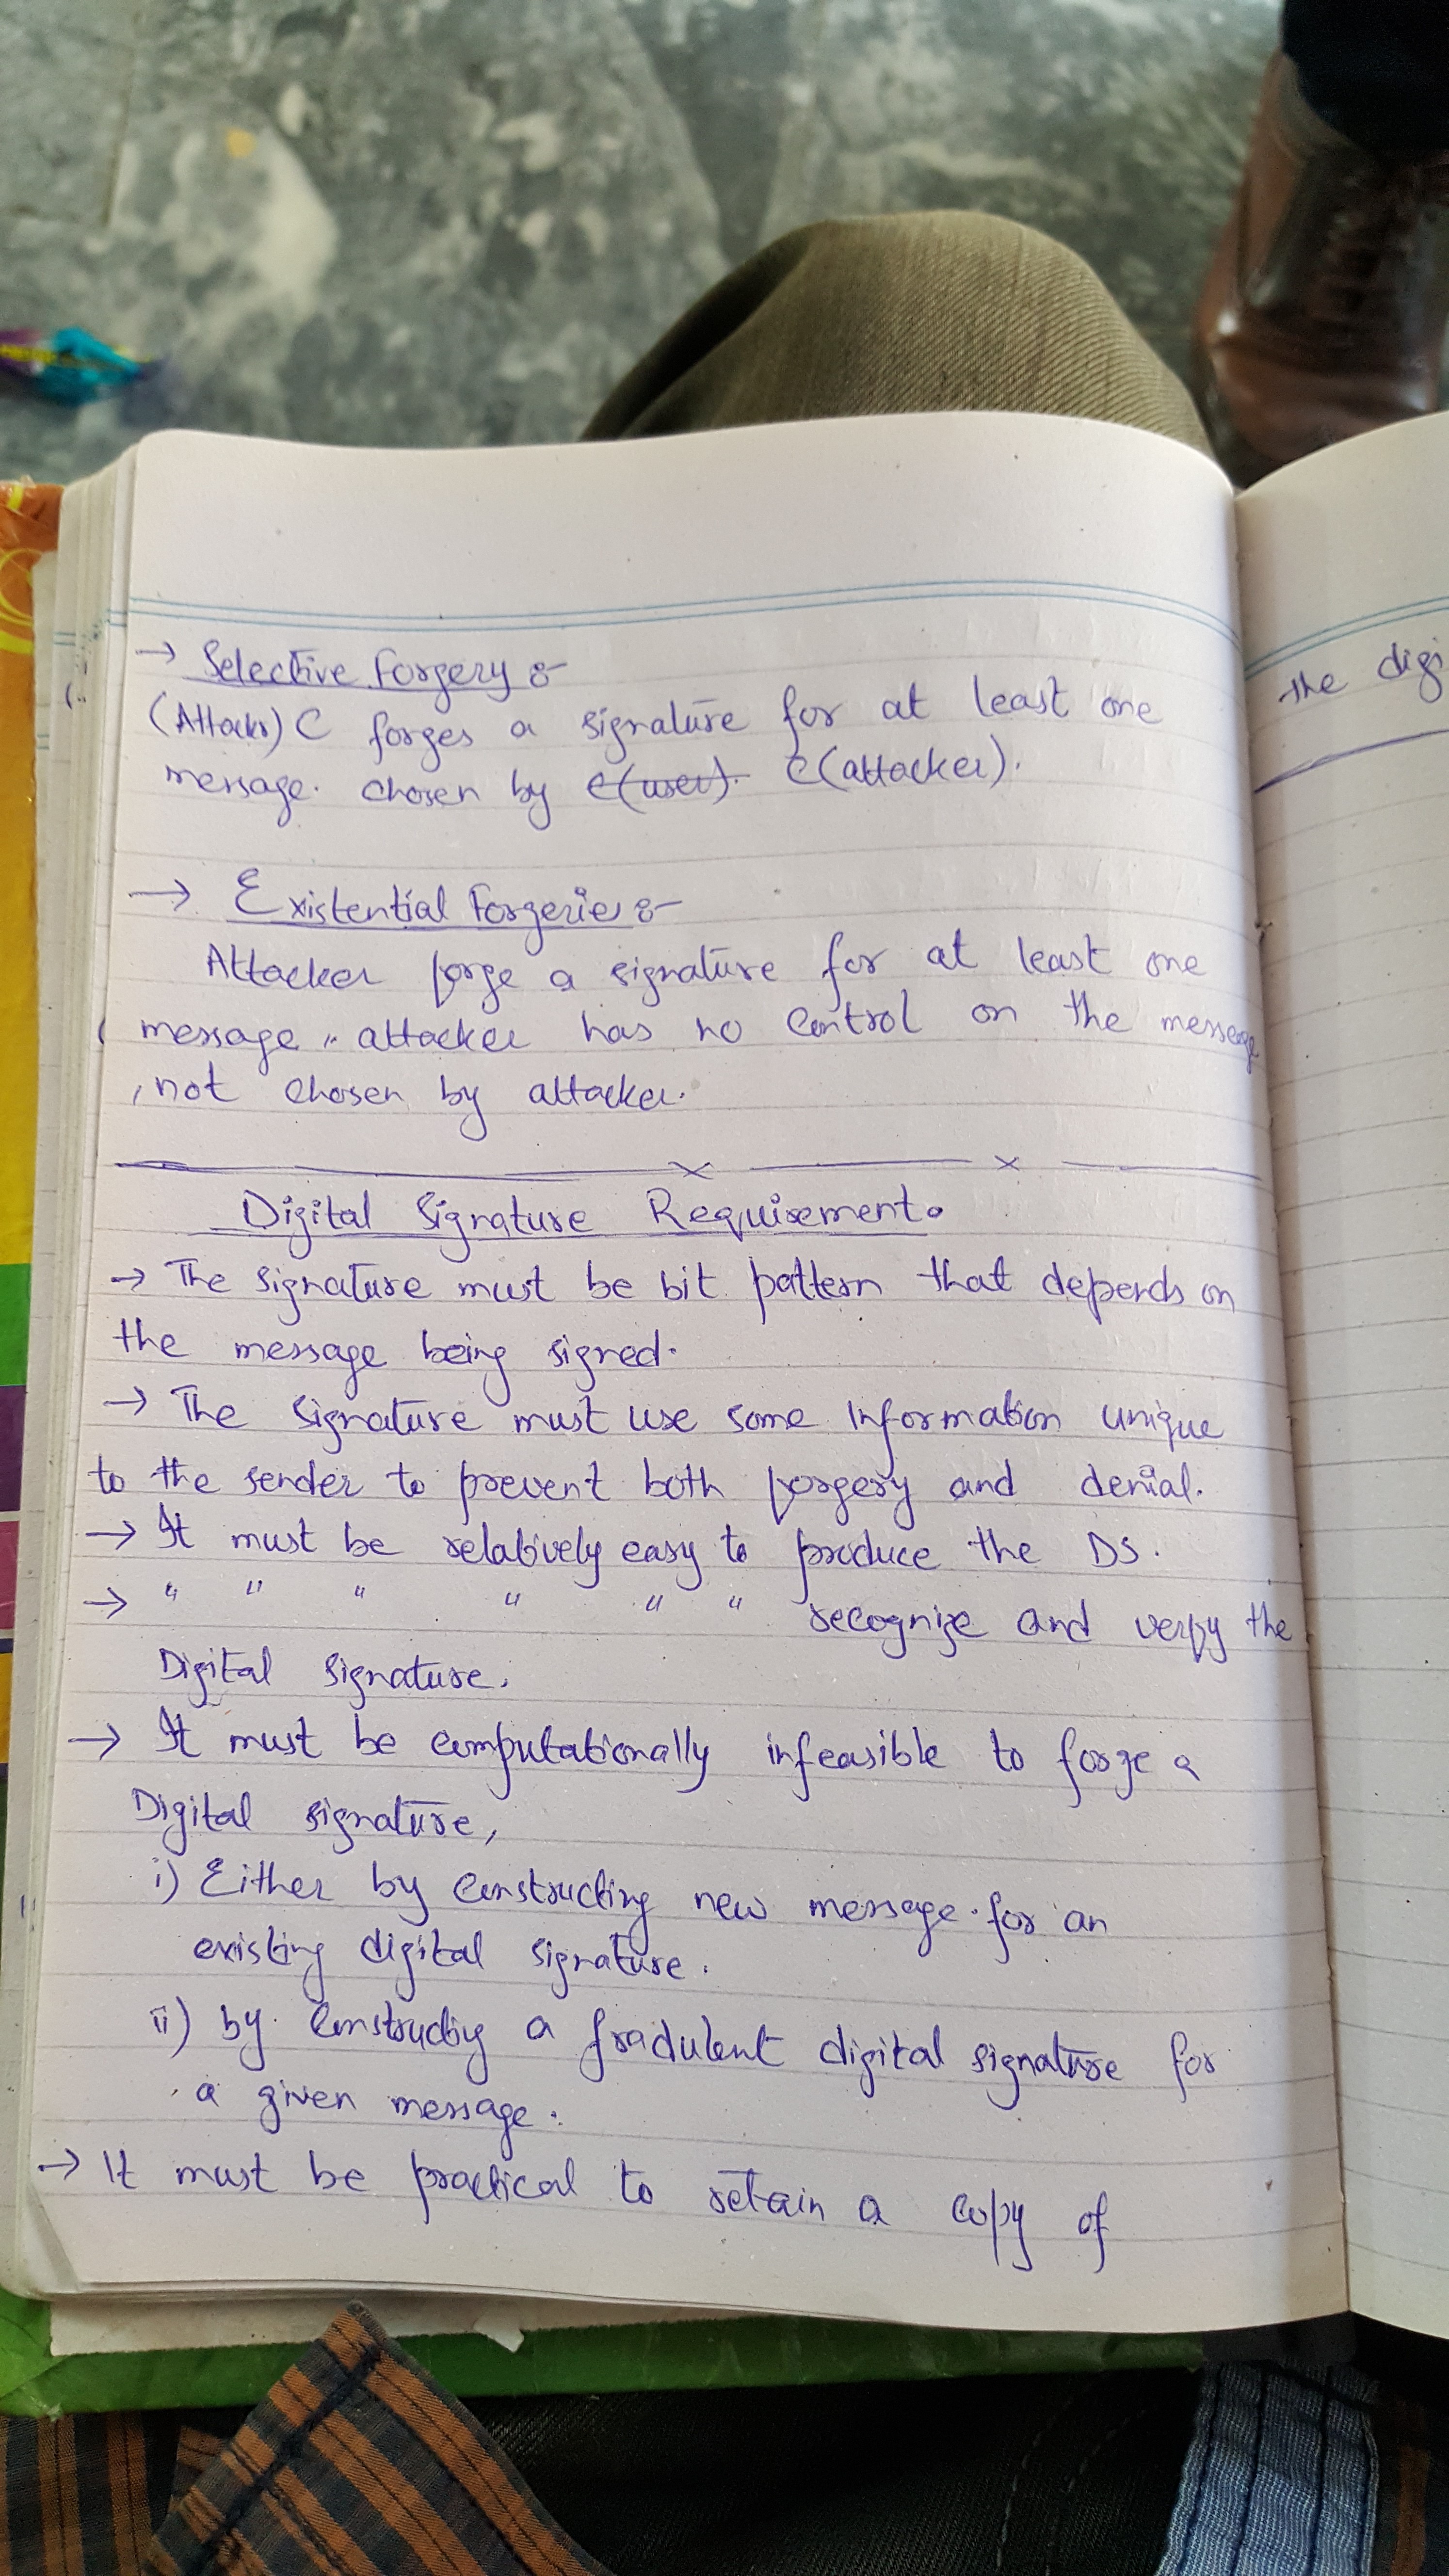 → Selective Forgery :-
(Attackr) C forges a signature for at least one
message. chosen by c(user). C(attacker).
→ Existential Forgeries :-
Attacker forge a signature for at least one
message, attacker has no control on the message
, not chosen by attacker.
Digital Signature Requirement.
→ The signature must be bit pattern that depends on
the message being signed.
→ The signature must use some information unique
to the sender to prevent both forgery and denial.
→ It must be relatively easy to produce the DS.
→ " " " " " " recognize and verify the
Digital signature.
→ It must be computationally infeasible to forge a
Digital signature,
i) Either by constructing new message for an
existing digital signature.
ii) by constructing a fradulent digital signature for
a given message.
→ It must be practical to retain a copy of
the digi